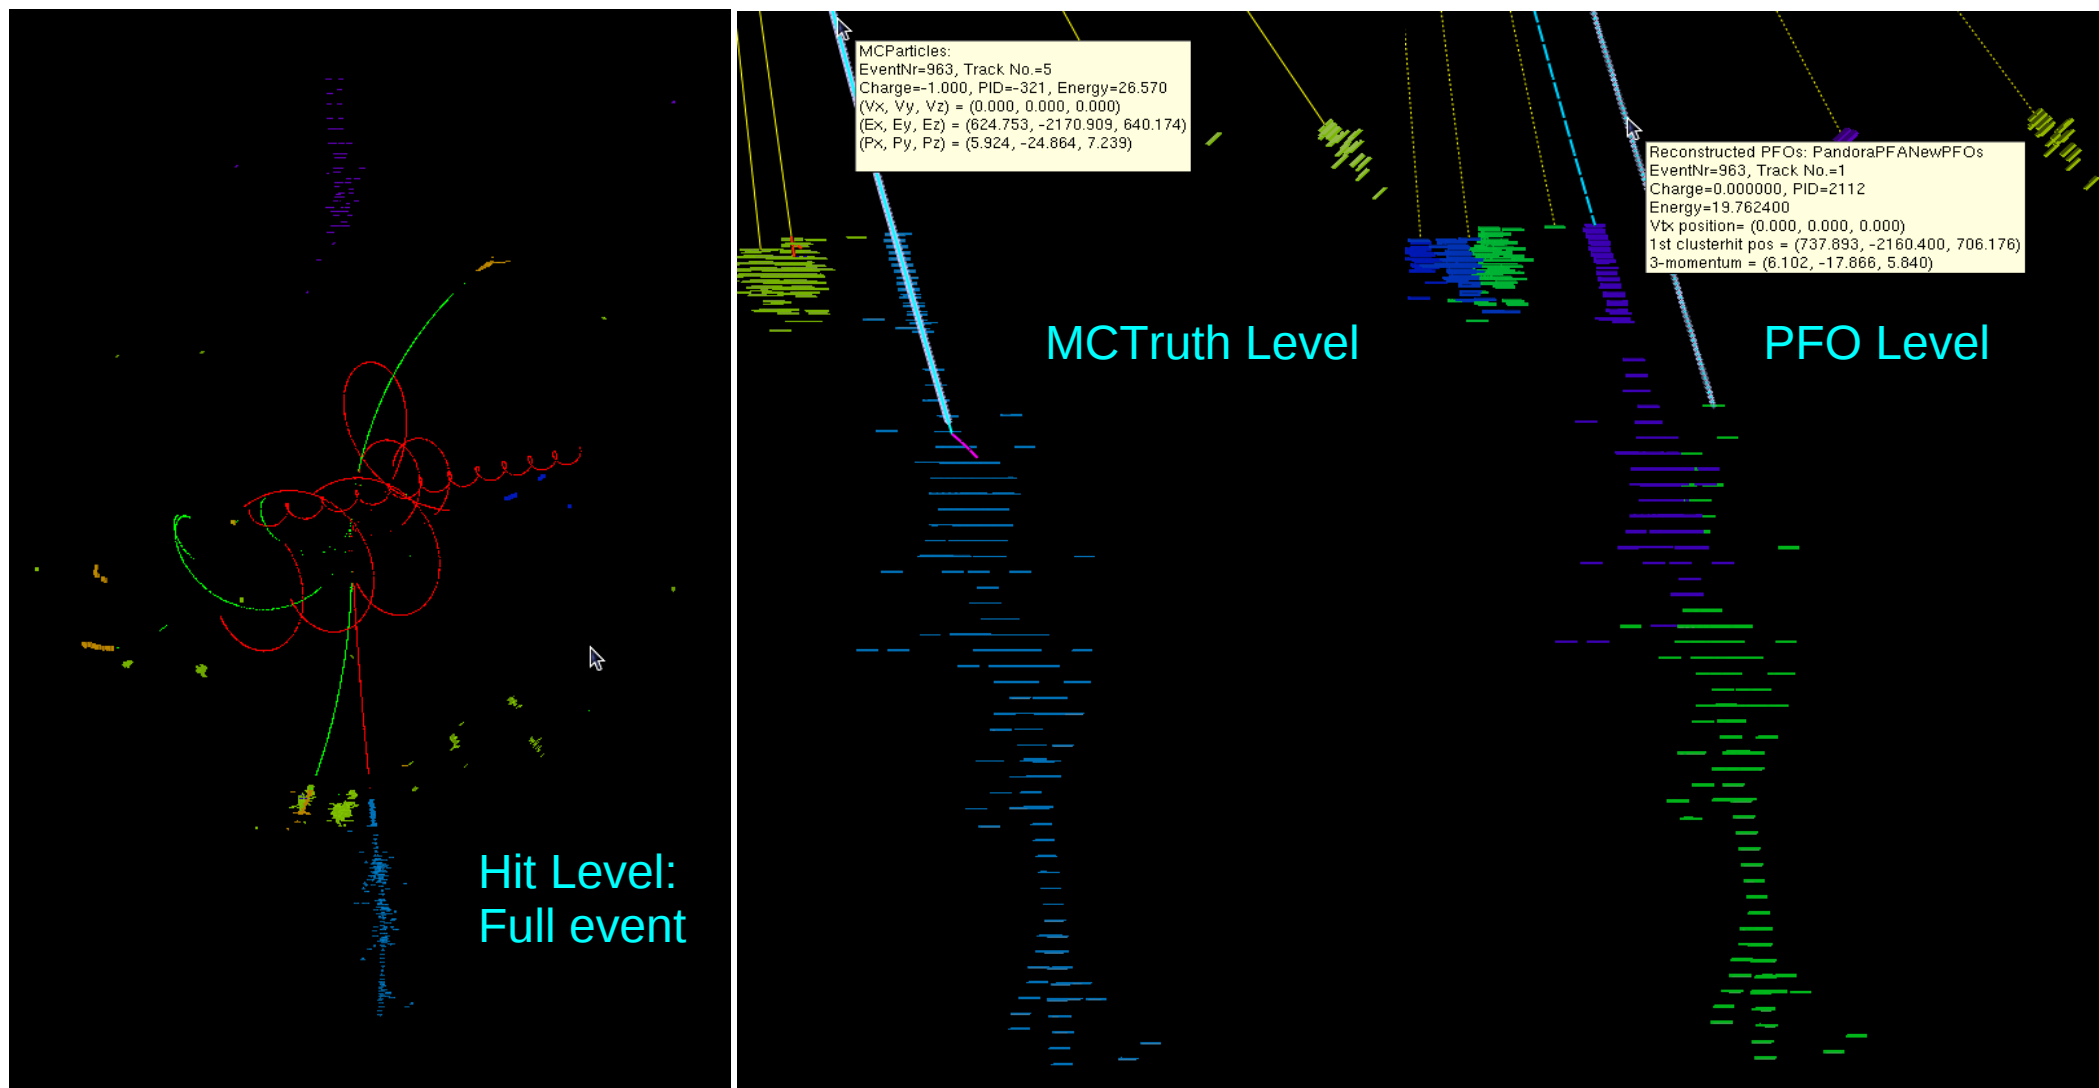 Hit Level:
Full event
MCParticles:
EventNr=963, Track No.=5
Charge=-1.000, PID=-321, Energy=26.570
(Vx, Vy, Vz) = (0.000, 0.000, 0.000)
(Ex, Ey, Ez) = (624.753, -2170.909, 640.174)
(Px, Py, Pz) = (5.924, -24.864, 7.239)
MCTruth Level
Reconstructed PFOs: PandoraPFANewPFOs
EventNr=963, Track No.=1
Charge=0.000000, PID=2112
Energy=19.762400
Vtx position= (0.000, 0.000, 0.000)
1st clusterhit pos = (737.893, -2160.400, 706.176)
3-momentum = (6.102, -17.866, 5.840)
PFO Level